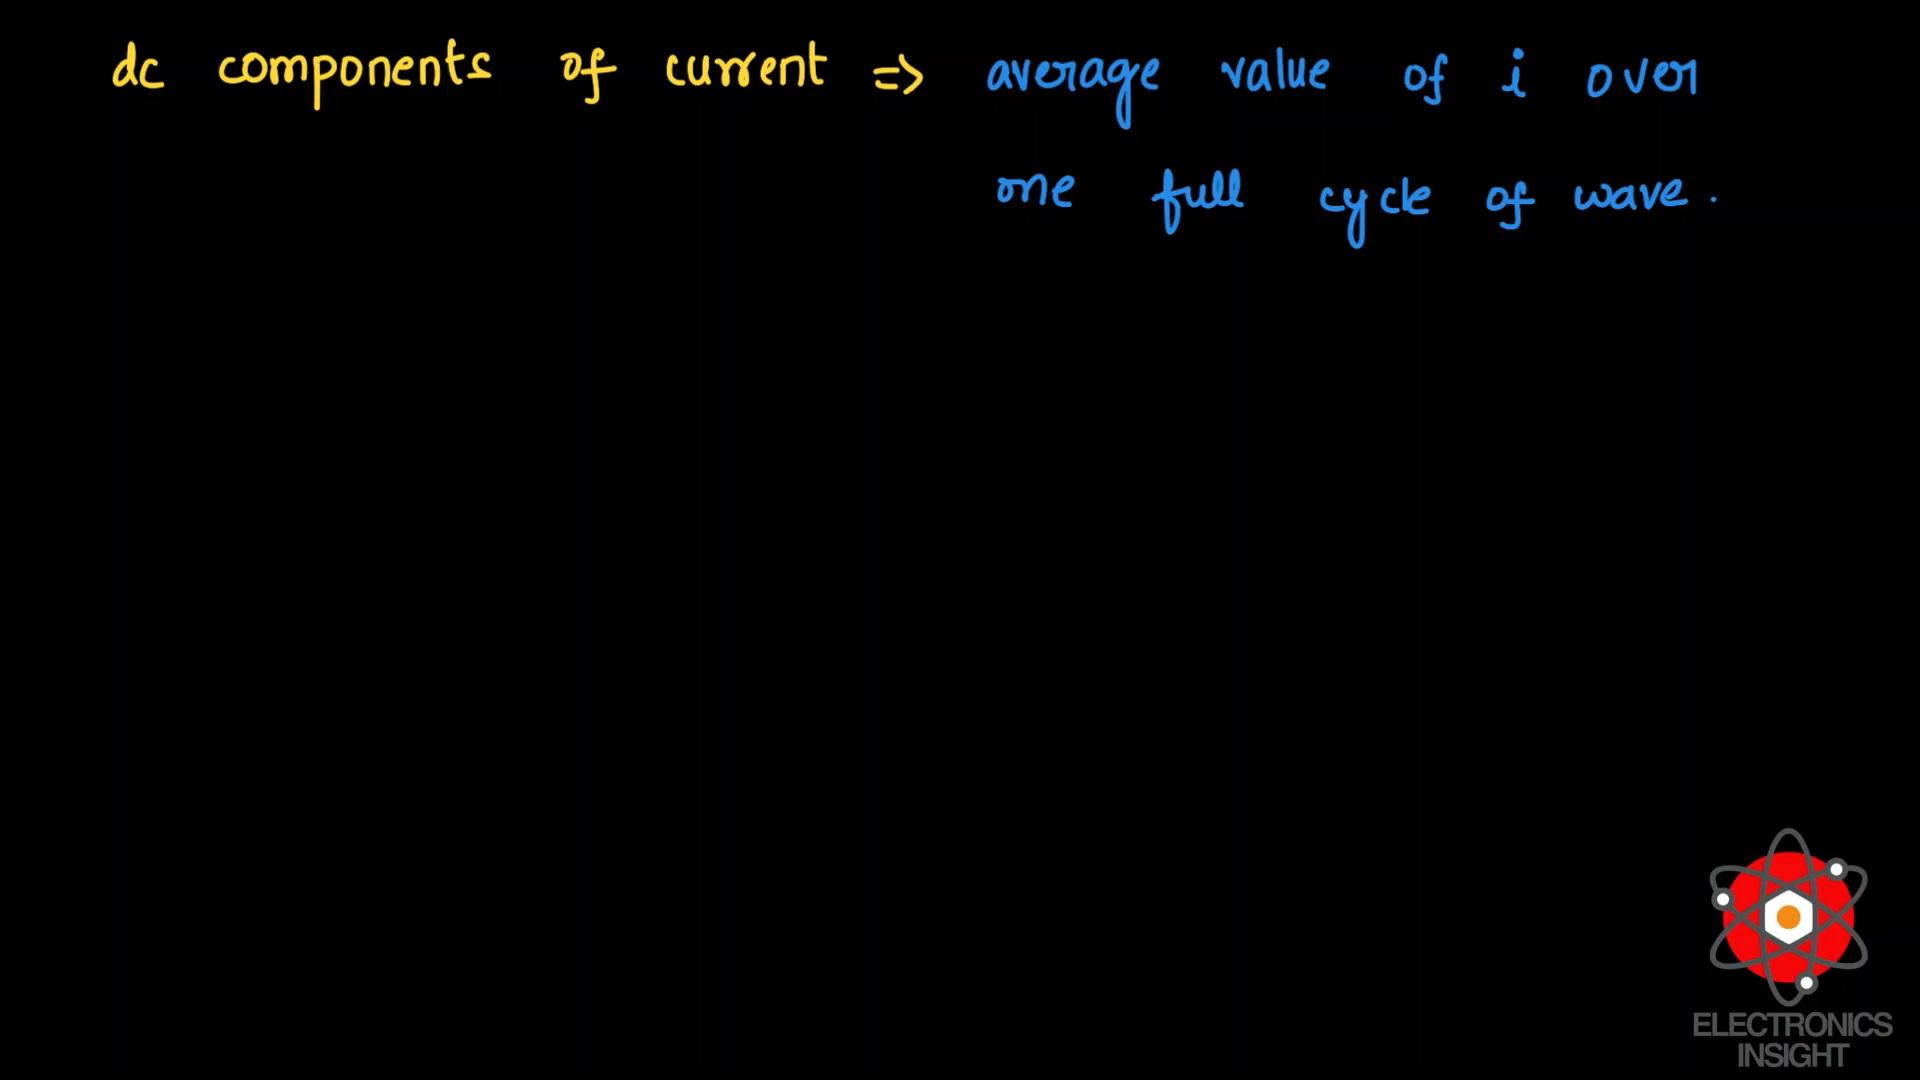 dc components of current => average value of i over
one full cycle of wave.
ELECTRONICS
INSIGHT